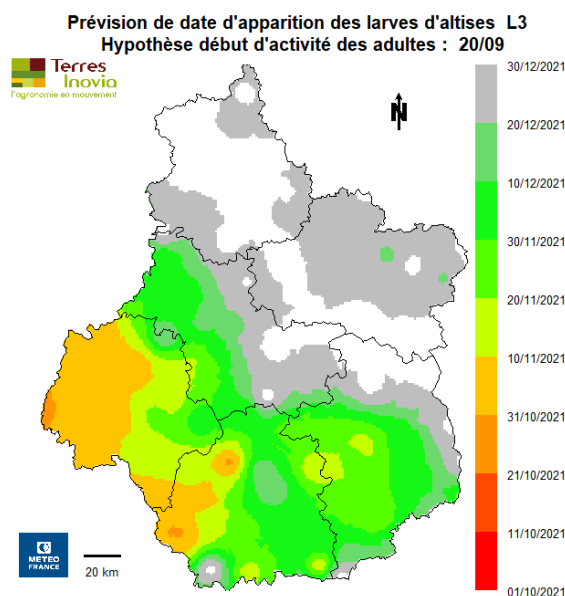 Prévision de date d'apparition des larves d'altises L3
Hypothèse début d'activité des adultes : 20/09
Terres
Inovia
l'agronomie en mouvement
N
30/12/2021
20/12/2021
10/12/2021
30/11/2021
20/11/2021
10/11/2021
31/10/2021
21/10/2021
11/10/2021
01/10/2021
METEO
FRANCE
20 km